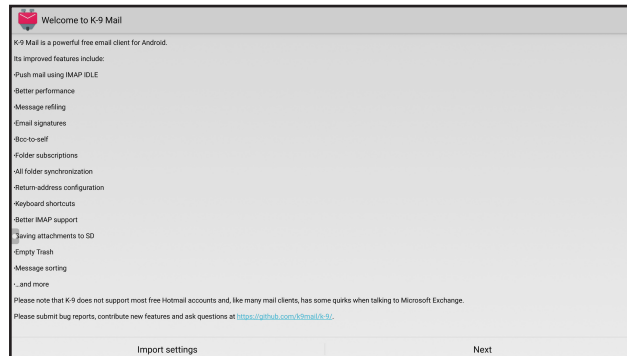 Welcome to K-9 Mail
K-9 Mail is a powerful free email client for Android.
Its improved features include:
•Push mail using IMAP IDLE
•Better performance
•Message refiling
•Email signatures
•Bcc-to-self
•Folder subscriptions
•All folder synchronization
•Return-address configuration
•Keyboard shortcuts
•Better IMAP support
Saving attachments to SD
•Empty Trash
•Message sorting
•…and more
Please note that K-9 does not support most free Hotmail accounts and, like many mail clients, has some quirks when talking to Microsoft Exchange.
Please submit bug reports, contribute new features and ask questions at https://github.com/k9mail/k-9/.
Import settings
Next